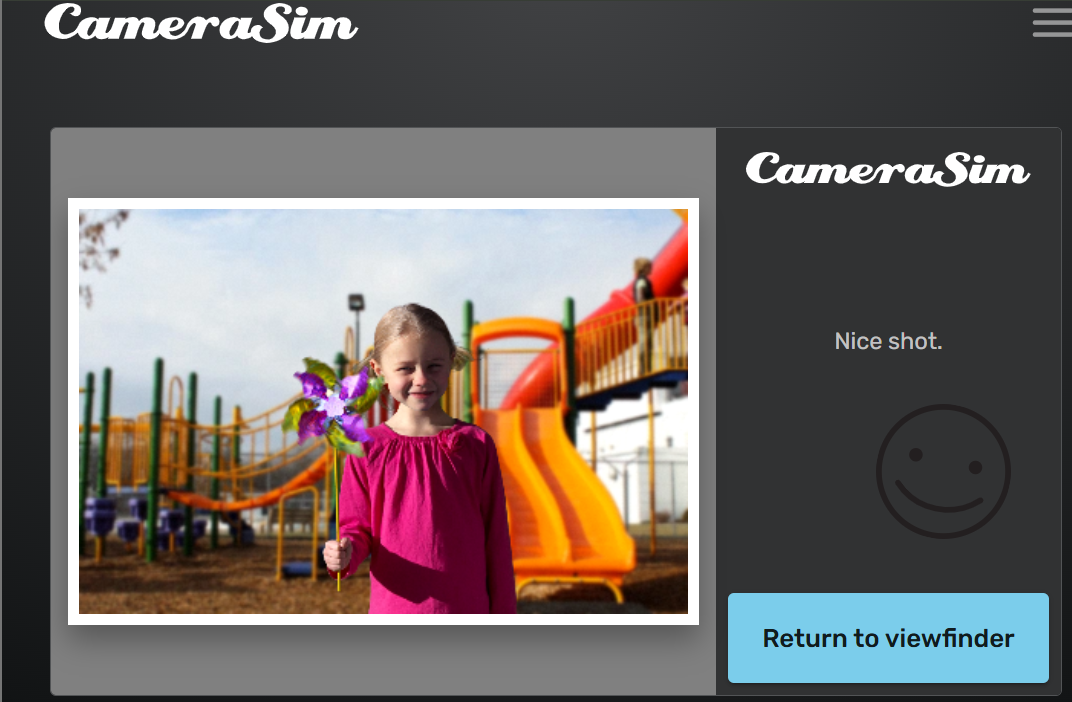 CameraSim
CameraSim
Nice shot.
Return to viewfinder